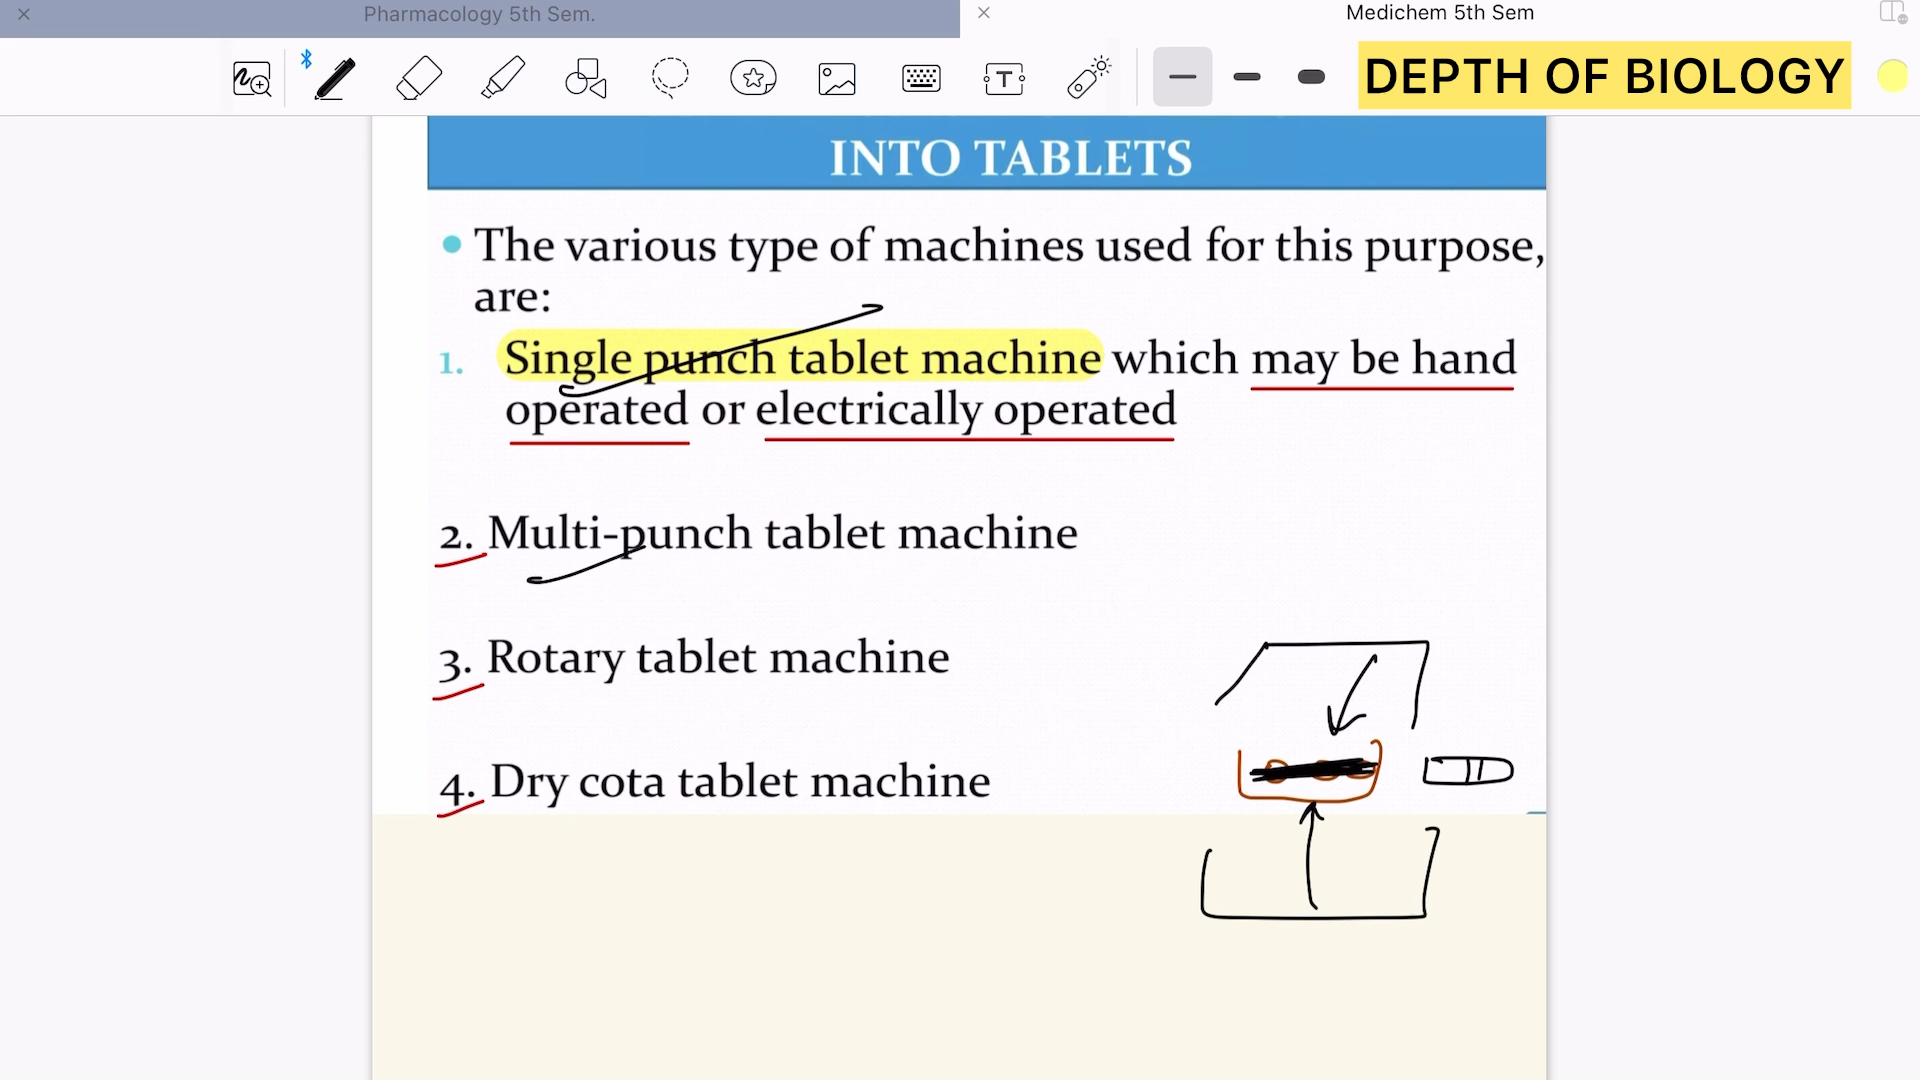 Pharmacology 5th Sem.
Medichem 5th Sem
DEPTH OF BIOLOGY
INTO TABLETS
The various type of machines used for this purpose,
are:
1. Single punch tablet machine which may be hand
operated or electrically operated
2. Multi-punch tablet machine
3. Rotary tablet machine
4. Dry cota tablet machine